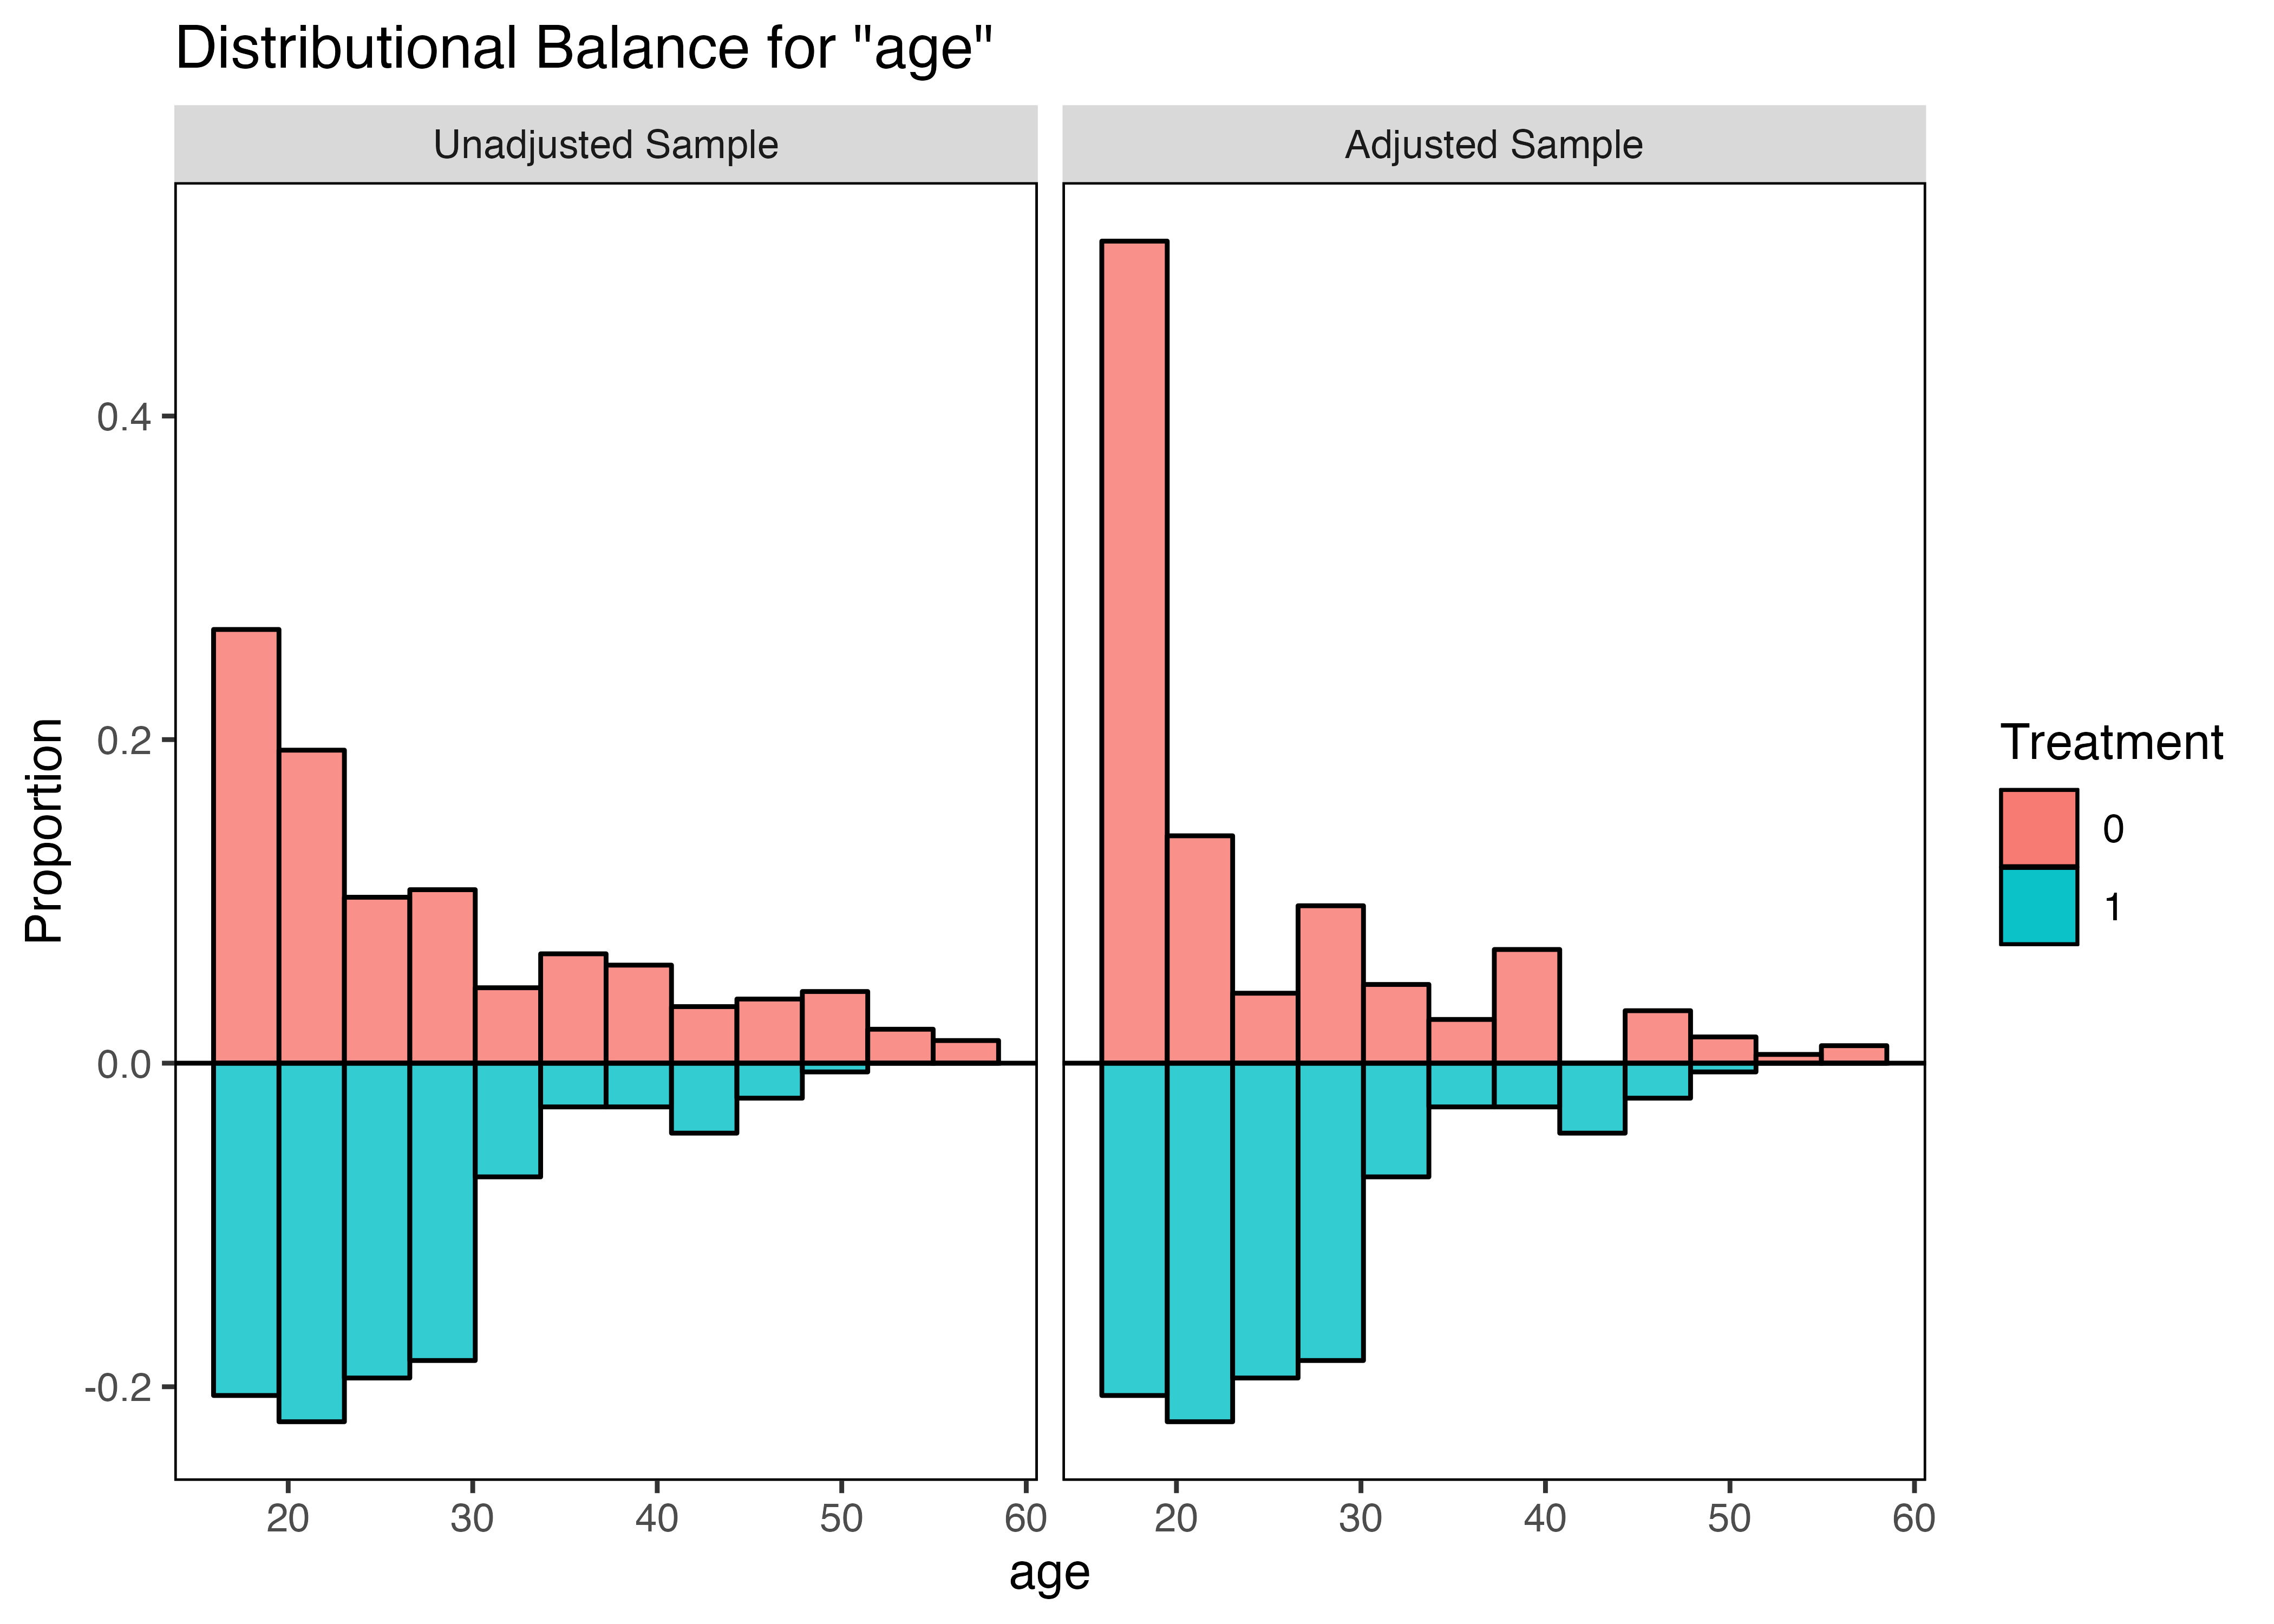 Distributional Balance for "age"
Unadjusted Sample
Adjusted Sample
Proportion
0.4
0.2
0.0
-0.2
20 30 40 50 60
20 30 40 50 60
age
Treatment
0
1